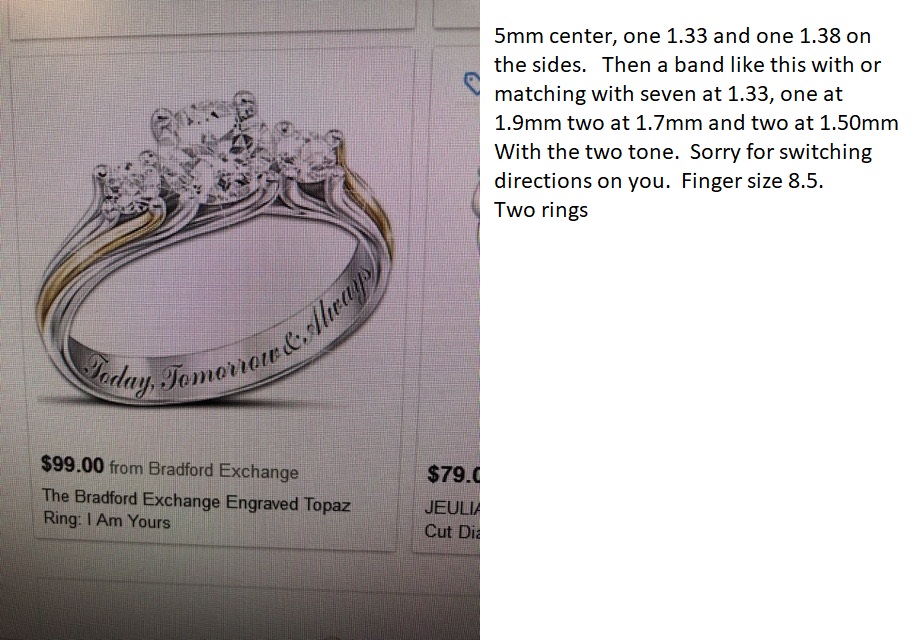 Today, Tomorrow & Always
$99.00 from Bradford Exchange
The Bradford Exchange Engraved Topaz
Ring: I Am Yours
JEULIA
Cut
5mm center, one 1.33 and one 1.38 on
the sides.   Then a band like this with or
matching with seven at 1.33, one at
1.9mm two at 1.7mm and two at 1.50mm
With the two tone.  Sorry for switching
directions on you.  Finger size 8.5.
Two rings